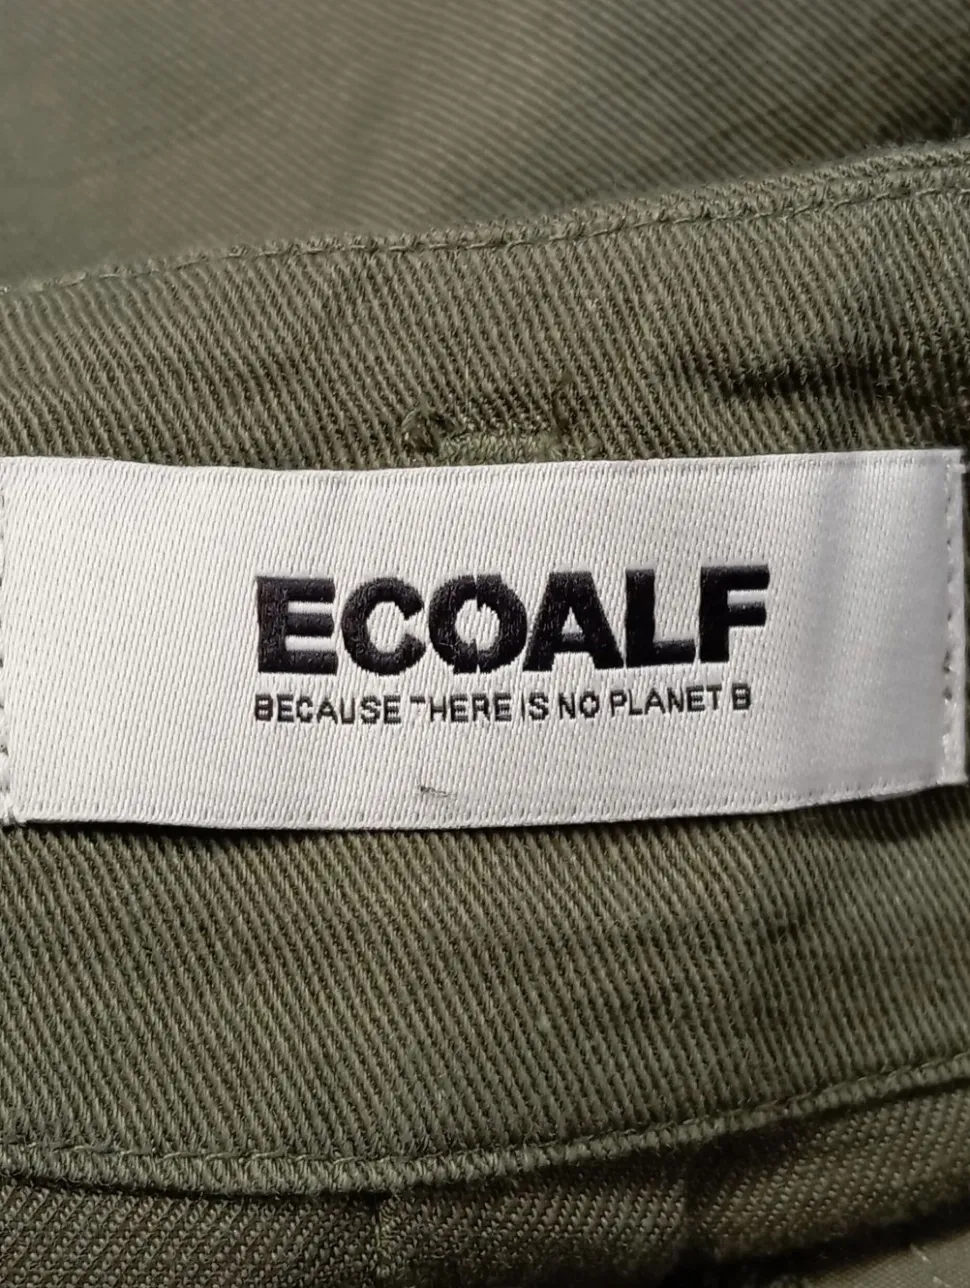 ECOALF
BECAUSE THERE IS NO PLANET B